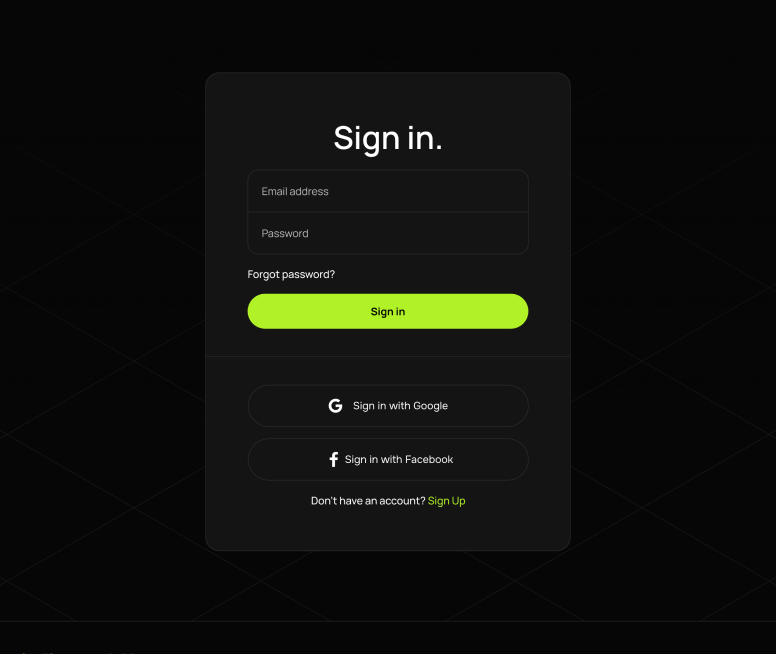 Sign in.
Email address
Password
Forgot password?
Sign in
Sign in with Google
Sign in with Facebook
Don't have an account? Sign Up